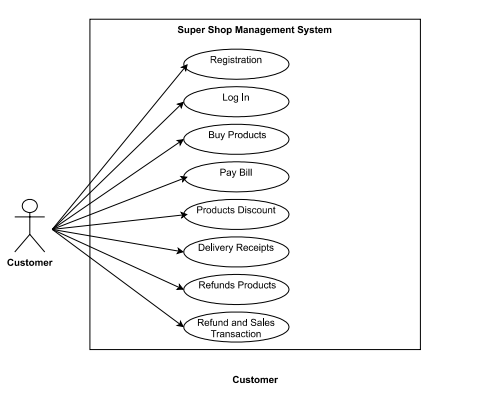 Super Shop Management System
Registration
Log In
Buy Products
Pay Bill
Products Discount
Delivery Receipts
Refunds Products
Refund and Sales
Transaction
Customer
Customer